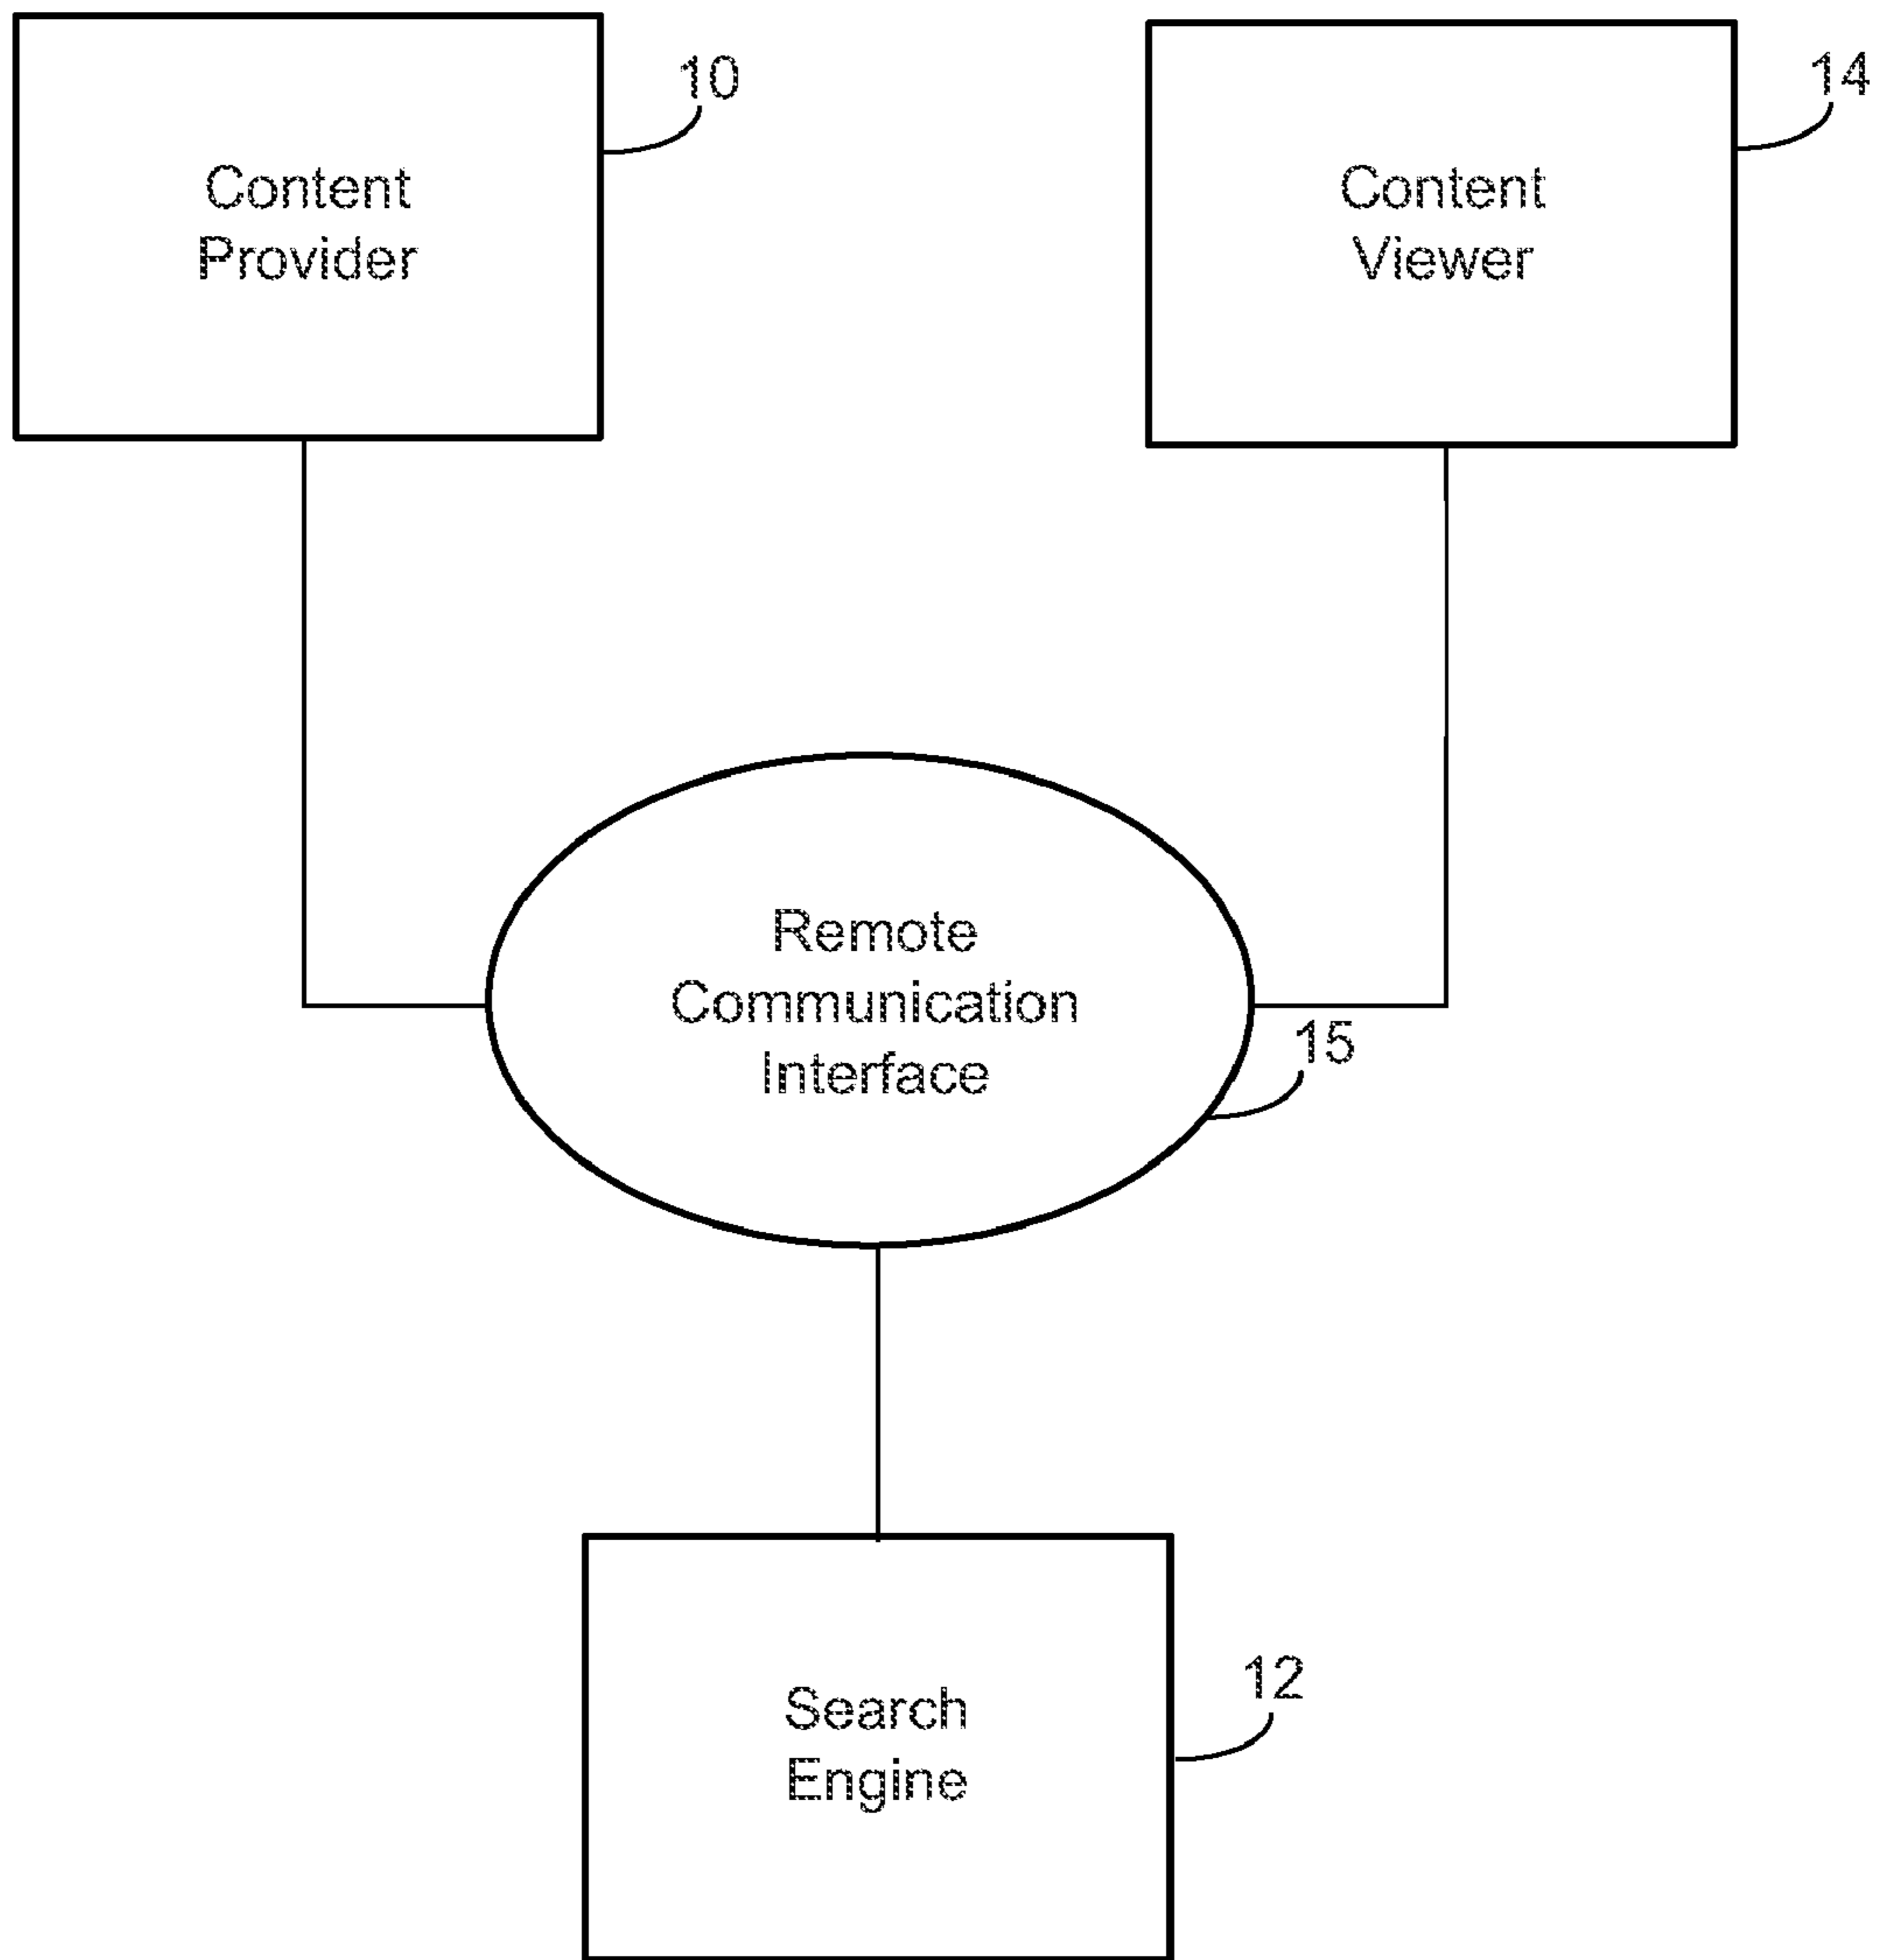 10
Content
Provider
14
Content
Viewer
Remote
Communication
Interface
15
Search
Engine
12